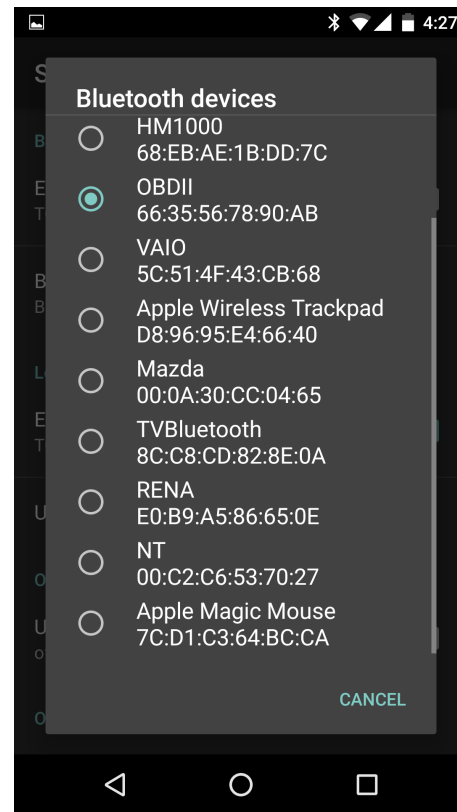 4:27
S
Bluetooth devices
B
HM1000
68:EB:AE:1B:DD:7C
E
T
OBDII
66:35:56:78:90:AB
VAIO
5C:51:4F:43:CB:68
B
B
Apple Wireless Trackpad
D8:96:95:E4:66:40
L
Mazda
00:0A:30:CC:04:65
E
T
TVBluetooth
8C:C8:CD:82:8E:0A
U
RENA
E0:B9:A5:86:65:0E
O
NT
00:C2:C6:53:70:27
U
o
Apple Magic Mouse
7C:D1:C3:64:BC:CA
CANCEL
O